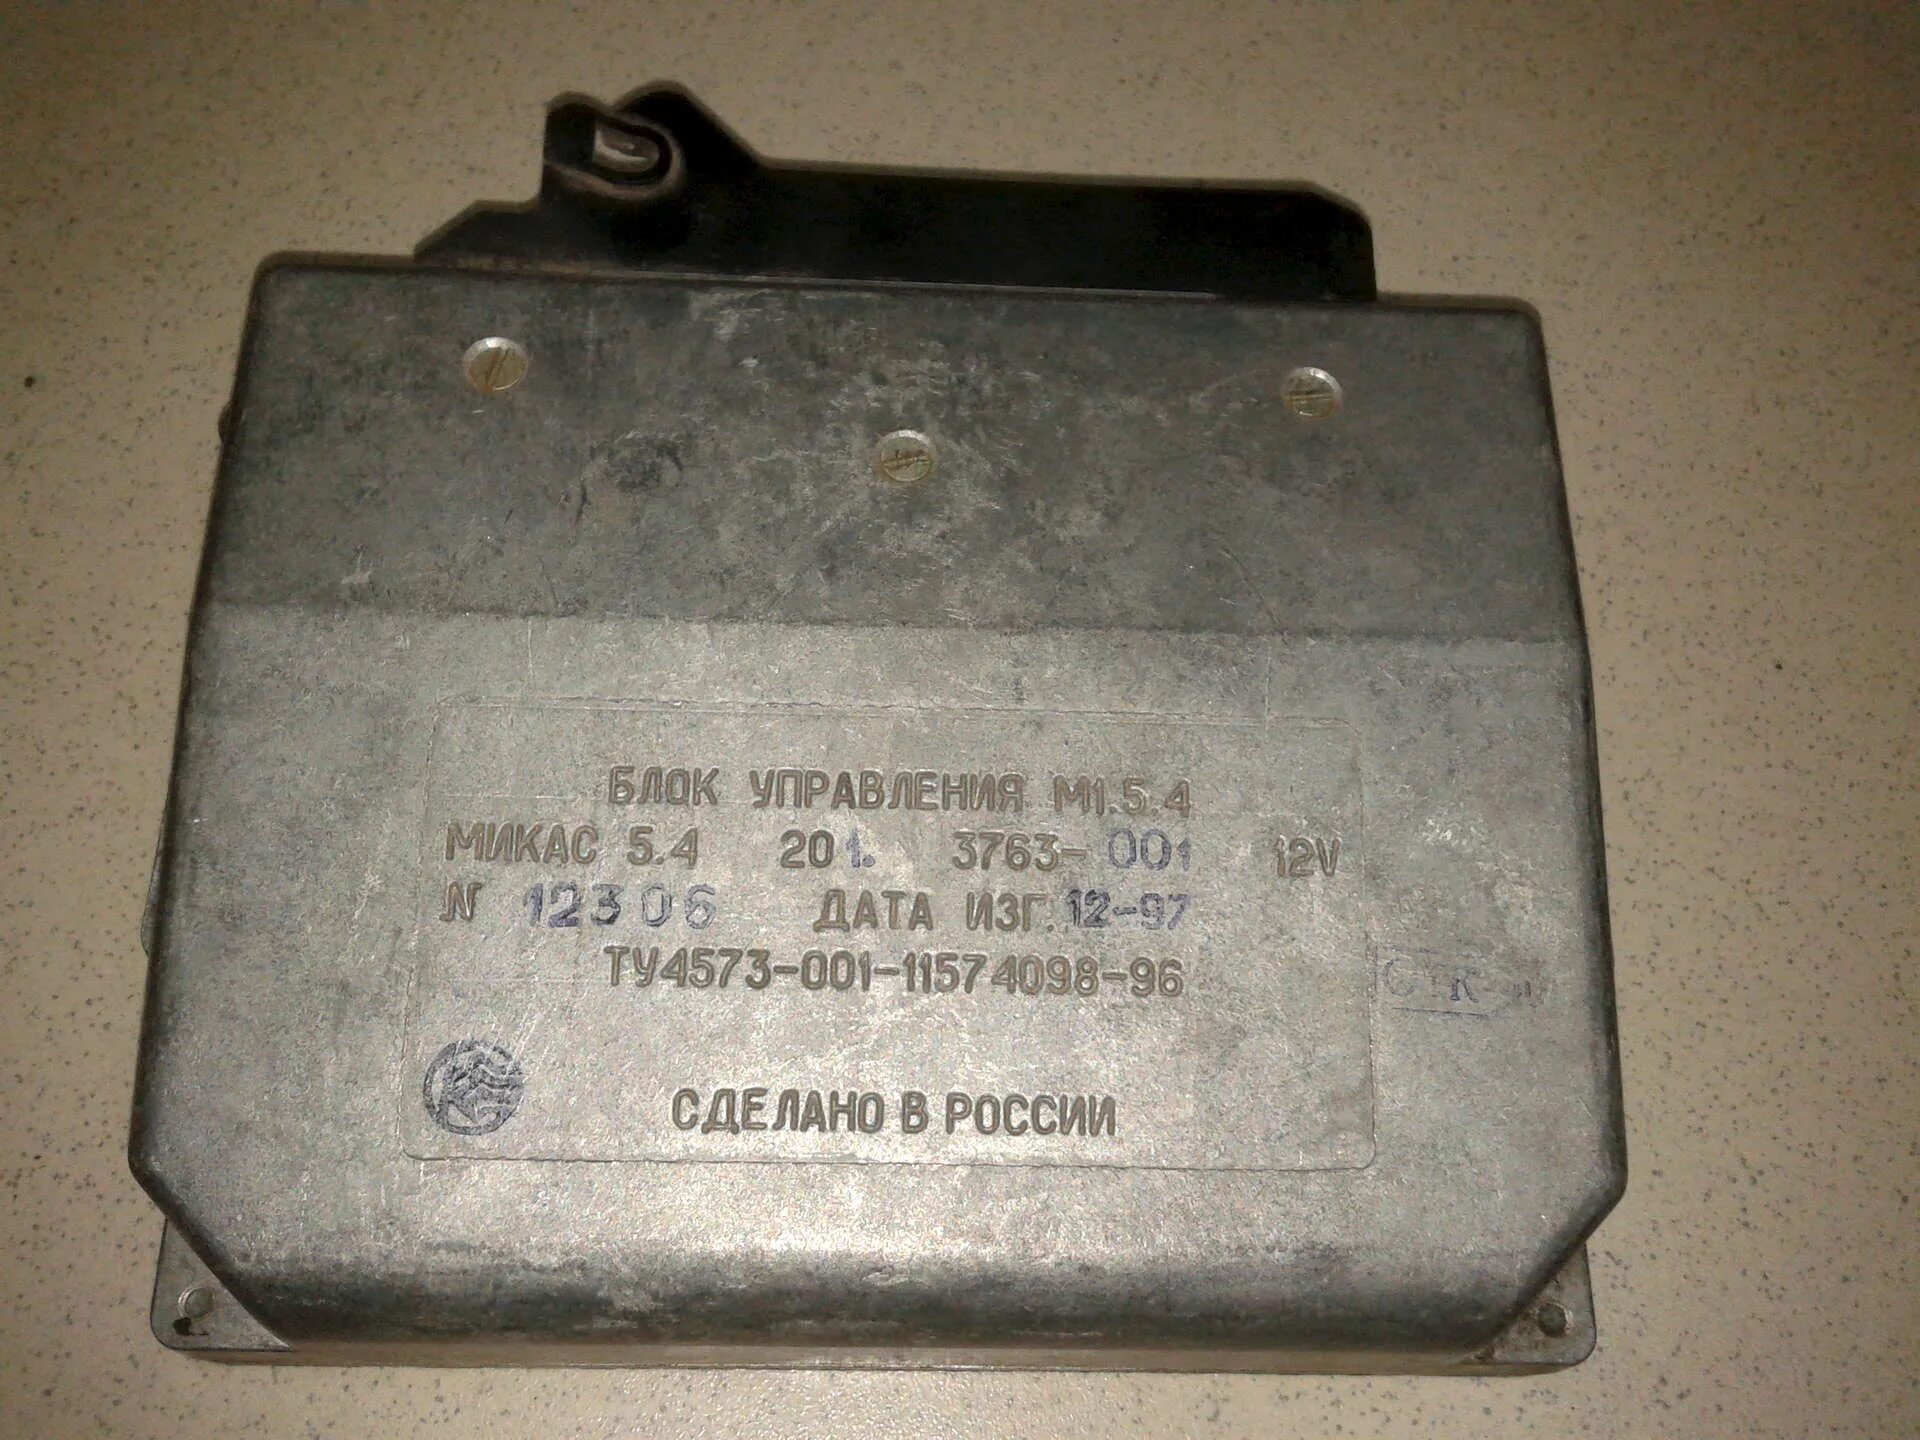 БЛОК УПРАВЛЕНИЯ М1.5.4
МИКАС 5.4 201. 3763-001 12V
N 12306 ДАТА ИЗГ. 12-97
ТУ4573-001-11574098-96
СДЕЛАНО В РОССИИ